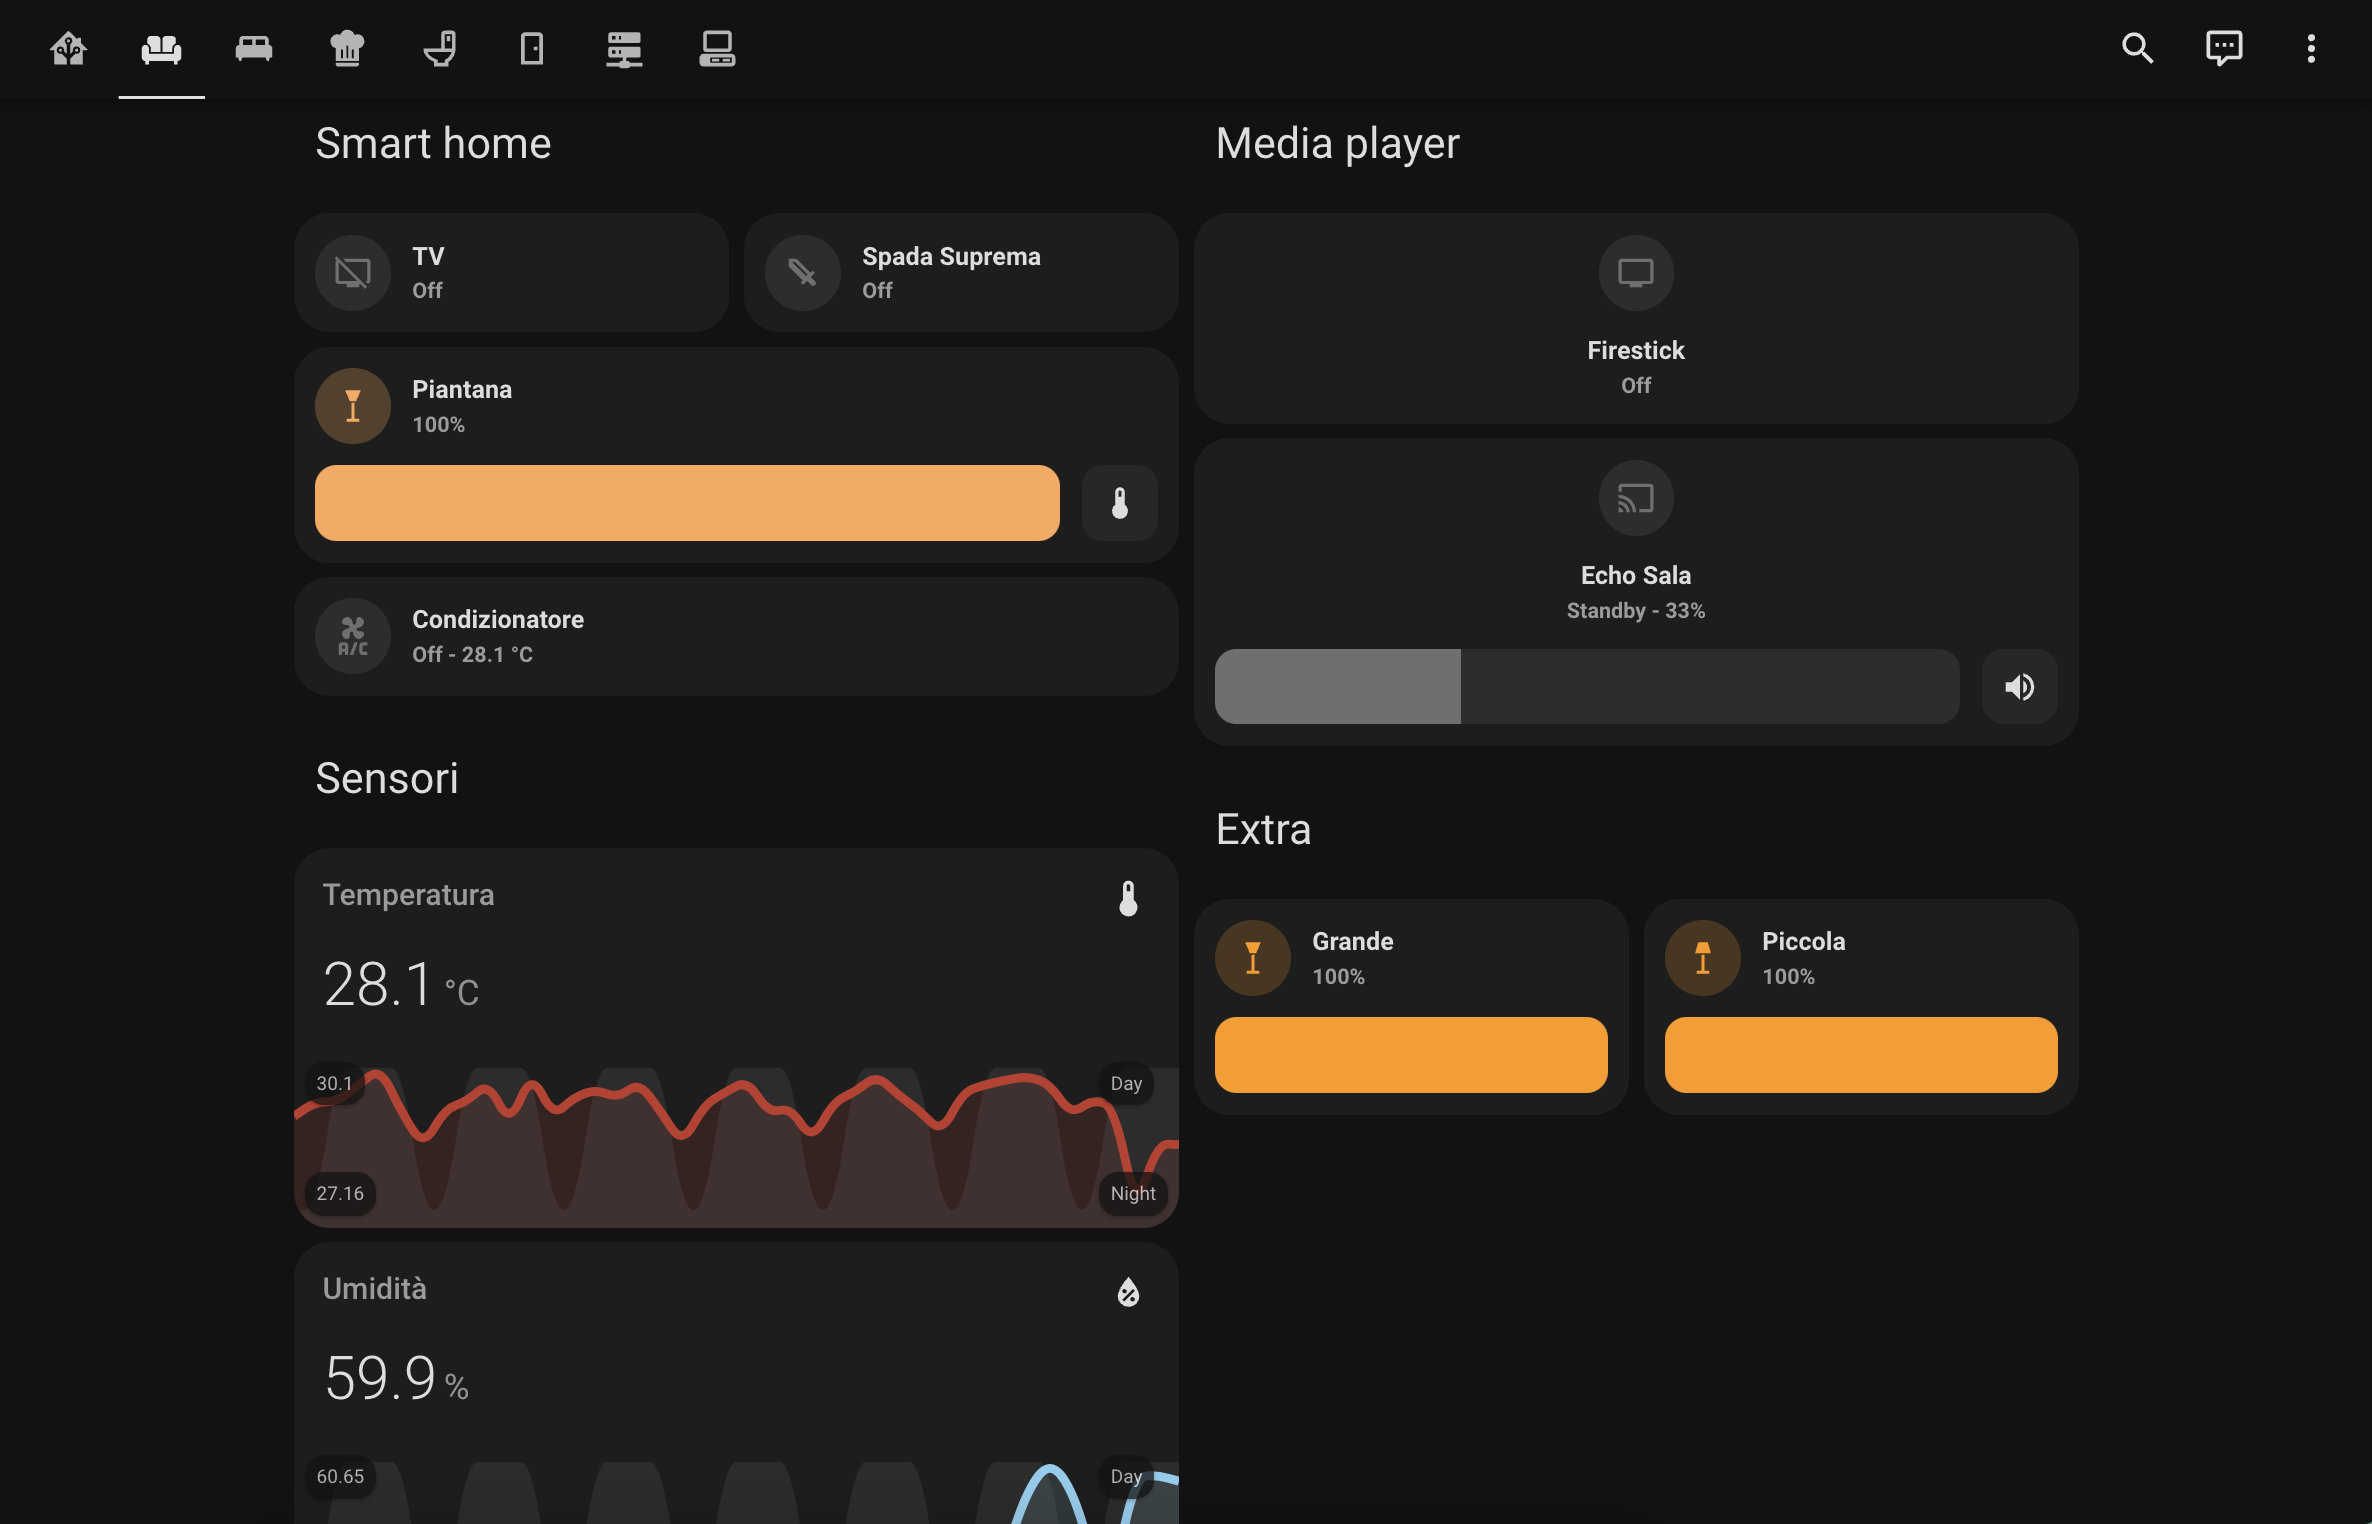 Smart home
TV
Off
Spada Suprema
Off
Piantana
100%
A/C
Condizionatore
Off - 28.1 °C
Sensori
Temperatura
28.1 °C
30.1
Day
27.16
Night
Umidità
59.9 %
60.65
Day
Media player
Firestick
Off
Echo Sala
Standby - 33%
Extra
Grande
100%
Piccola
100%